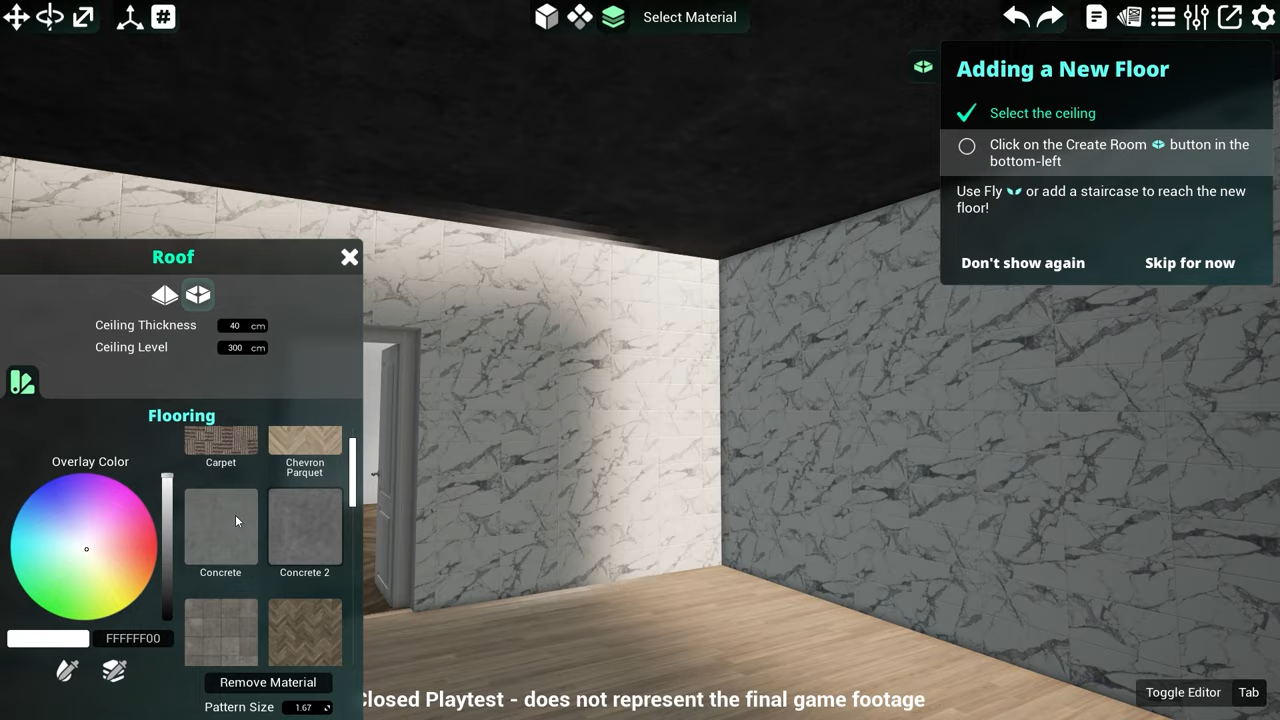 Select Material
Adding a New Floor
Select the ceiling
Click on the Create Room button in the
bottom-left
Use Fly or add a staircase to reach the new
floor!
Don't show again
Skip for now
Roof
Ceiling Thickness 40 cm
Ceiling Level 300 cm
Flooring
Overlay Color
Carpet
Chevron
Parquet
Concrete
Concrete 2
FFFFFF00
Remove Material
Pattern Size 1.67
Closed Playtest - does not represent the final game footage
Toggle Editor Tab